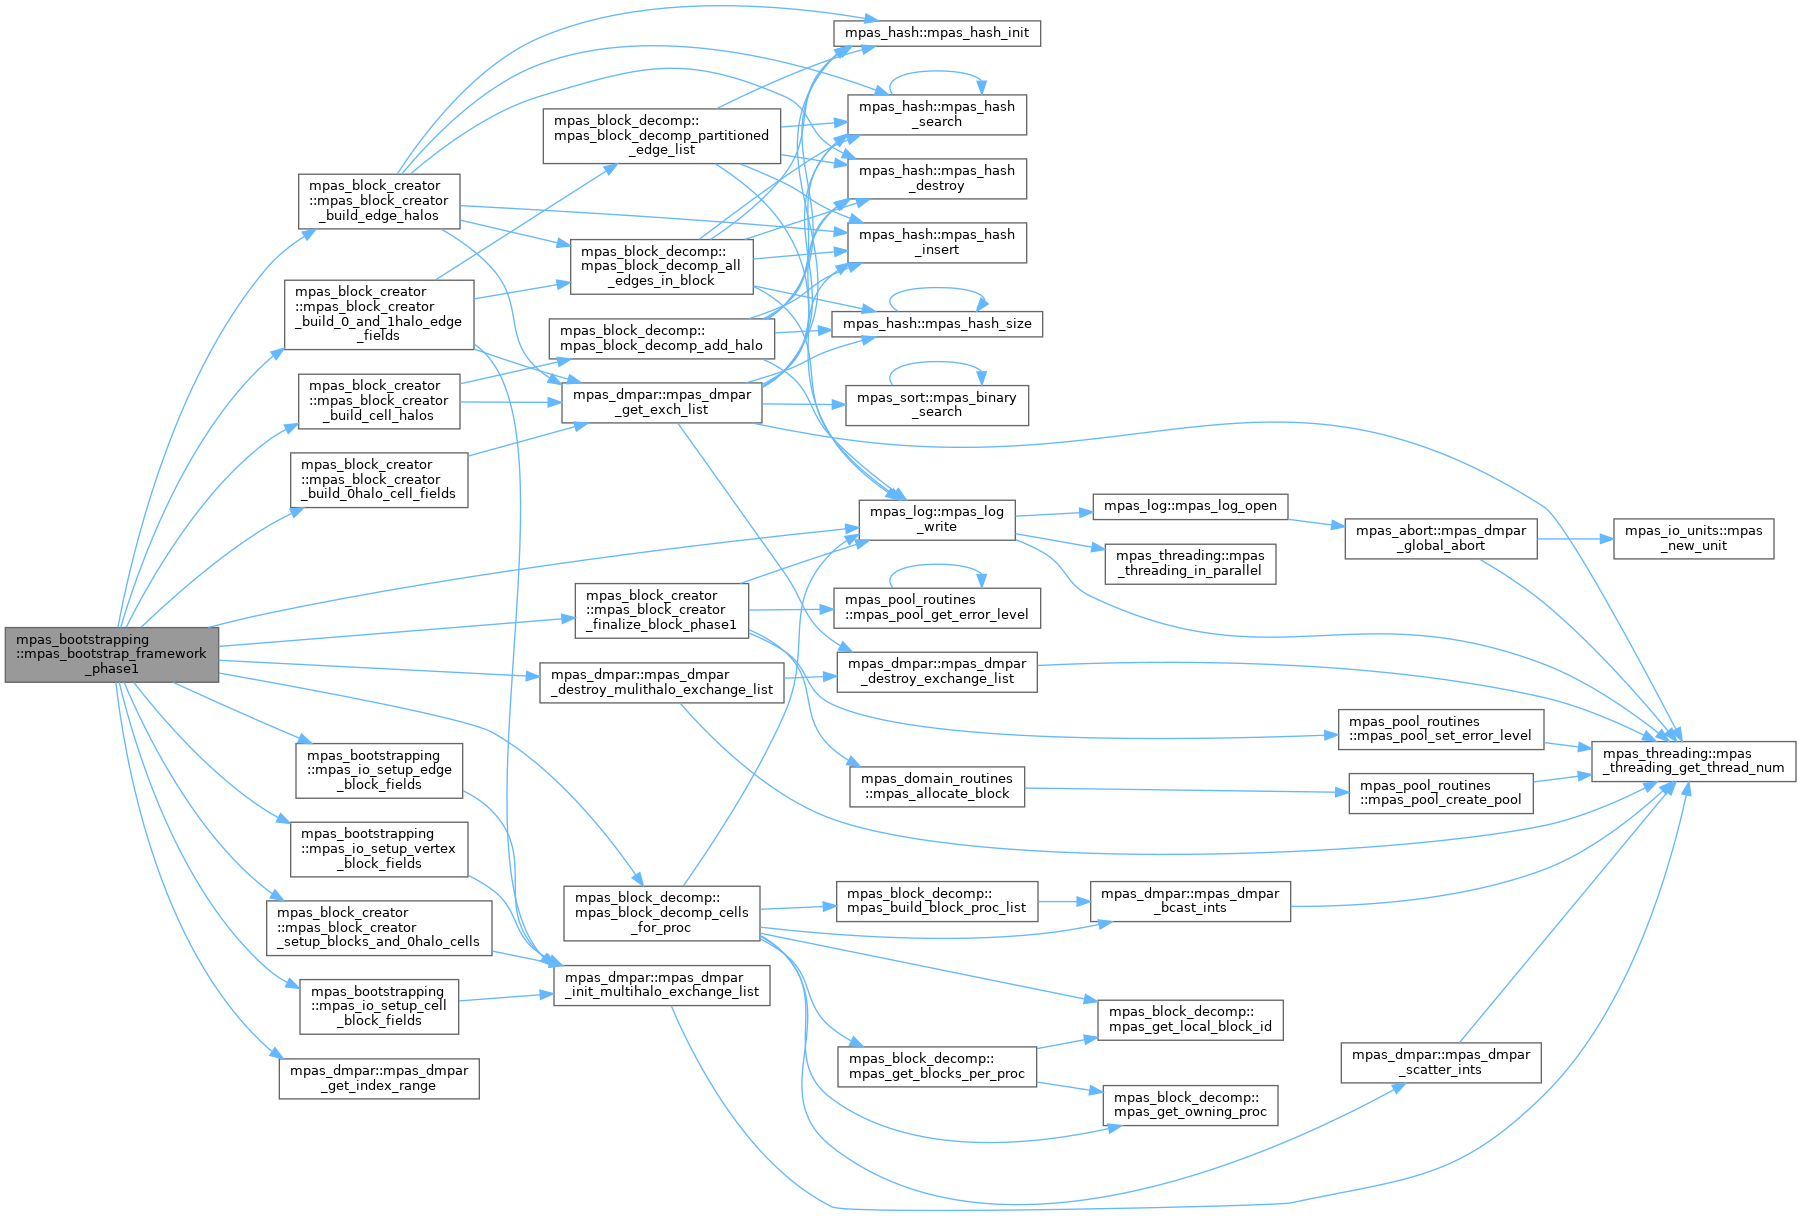 mpas_bootstrapping
::mpas_bootstrap_framework
_phase1
mpas_block_creator
::mpas_block_creator
_build_edge_halos
mpas_block_creator
::mpas_block_creator
_build_0_and_1halo_edge
_fields
mpas_block_creator
::mpas_block_creator
_build_cell_halos
mpas_block_creator
::mpas_block_creator
_build_0halo_cell_fields
mpas_bootstrapping
::mpas_io_setup_edge
_block_fields
mpas_bootstrapping
::mpas_io_setup_vertex
_block_fields
mpas_block_creator
::mpas_block_creator
_setup_blocks_and_0halo_cells
mpas_bootstrapping
::mpas_io_setup_cell
_block_fields
mpas_dmpar::mpas_dmpar
_get_index_range
mpas_block_decomp::
mpas_block_decomp_partitioned
_edge_list
mpas_block_decomp::
mpas_block_decomp_all
_edges_in_block
mpas_block_decomp::
mpas_block_decomp_add_halo
mpas_dmpar::mpas_dmpar
_get_exch_list
mpas_block_creator
::mpas_block_creator
_finalize_block_phase1
mpas_dmpar::mpas_dmpar
_destroy_mulithalo_exchange_list
mpas_block_decomp::
mpas_block_decomp_cells
_for_proc
mpas_dmpar::mpas_dmpar
_init_multihalo_exchange_list
mpas_hash::mpas_hash_init
mpas_hash::mpas_hash
_search
mpas_hash::mpas_hash
_destroy
mpas_hash::mpas_hash
_insert
mpas_hash::mpas_hash_size
mpas_sort::mpas_binary
_search
mpas_log::mpas_log
_write
mpas_pool_routines
::mpas_pool_get_error_level
mpas_dmpar::mpas_dmpar
_destroy_exchange_list
mpas_domain_routines
::mpas_allocate_block
mpas_block_decomp::
mpas_build_block_proc_list
mpas_block_decomp::
mpas_get_blocks_per_proc
mpas_log::mpas_log_open
mpas_threading::mpas
_threading_in_parallel
mpas_dmpar::mpas_dmpar
_bcast_ints
mpas_block_decomp::
mpas_get_local_block_id
mpas_block_decomp::
mpas_get_owning_proc
mpas_abort::mpas_dmpar
_global_abort
mpas_pool_routines
::mpas_pool_set_error_level
mpas_pool_routines
::mpas_pool_create_pool
mpas_dmpar::mpas_dmpar
_scatter_ints
mpas_io_units::mpas
_new_unit
mpas_threading::mpas
_threading_get_thread_num